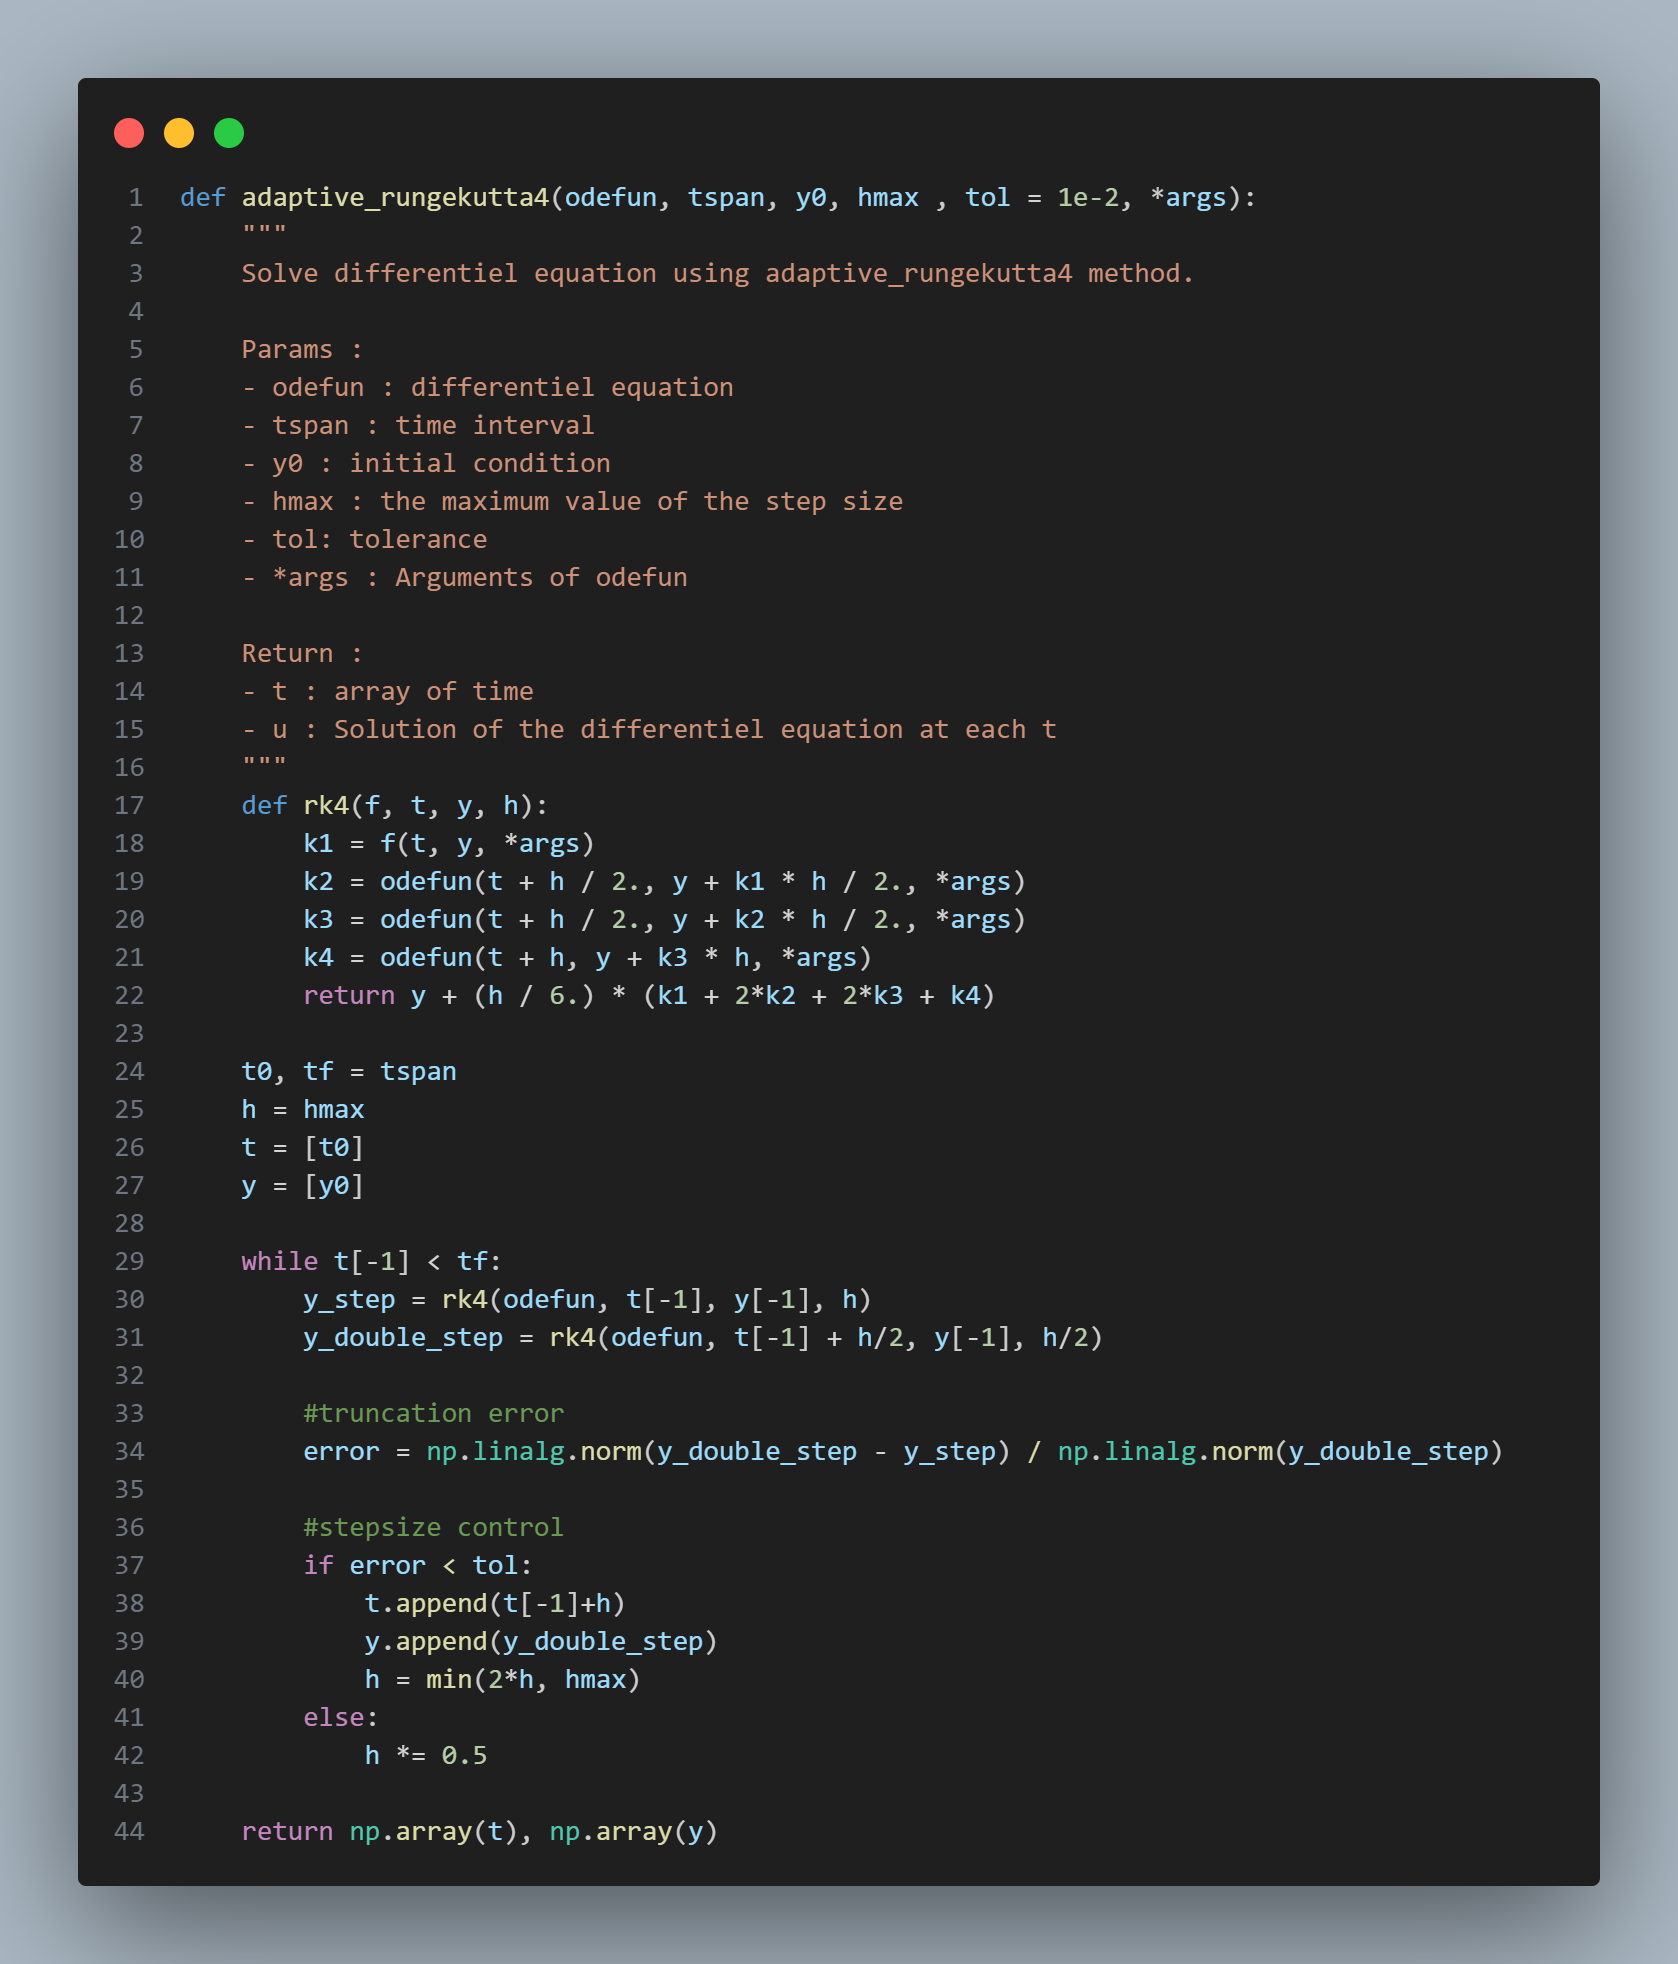 1 def adaptive_rungekutta4(odefun, tspan, y0, hmax , tol = 1e-2, *args):
2     """
3     Solve differentiel equation using adaptive_rungekutta4 method.
4
5     Params :
6     - odefun : differentiel equation
7     - tspan : time interval
8     - y0 : initial condition
9     - hmax : the maximum value of the step size
10     - tol: tolerance
11     - *args : Arguments of odefun
12
13     Return :
14     - t : array of time
15     - u : Solution of the differentiel equation at each t
16     """
17     def rk4(f, t, y, h):
18         k1 = f(t, y, *args)
19         k2 = odefun(t + h / 2., y + k1 * h / 2., *args)
20         k3 = odefun(t + h / 2., y + k2 * h / 2., *args)
21         k4 = odefun(t + h, y + k3 * h, *args)
22         return y + (h / 6.) * (k1 + 2*k2 + 2*k3 + k4)
23
24     t0, tf = tspan
25     h = hmax
26     t = [t0]
27     y = [y0]
28
29     while t[-1] < tf:
30         y_step = rk4(odefun, t[-1], y[-1], h)
31         y_double_step = rk4(odefun, t[-1] + h/2, y[-1], h/2)
32
33         #truncation error
34         error = np.linalg.norm(y_double_step - y_step) / np.linalg.norm(y_double_step)
35
36         #stepsize control
37         if error < tol:
38             t.append(t[-1]+h)
39             y.append(y_double_step)
40             h = min(2*h, hmax)
41         else:
42             h *= 0.5
43
44     return np.array(t), np.array(y)